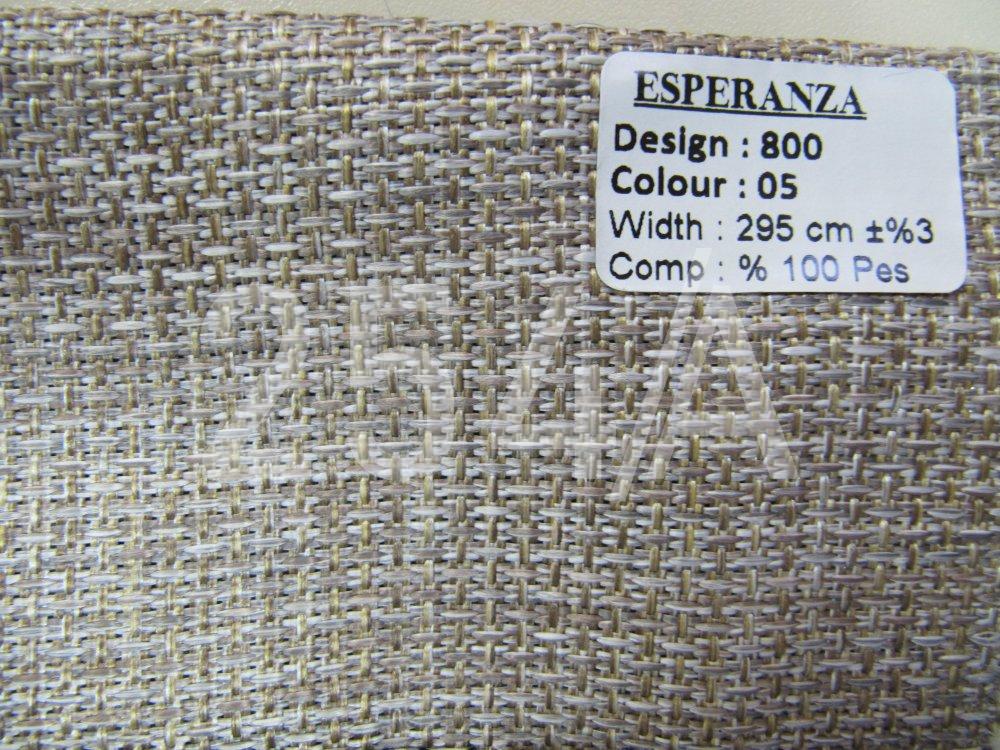 ESPERANZA
Design : 800
Colour : 05
Width : 295 cm ±%3
Comp : % 100 Pes